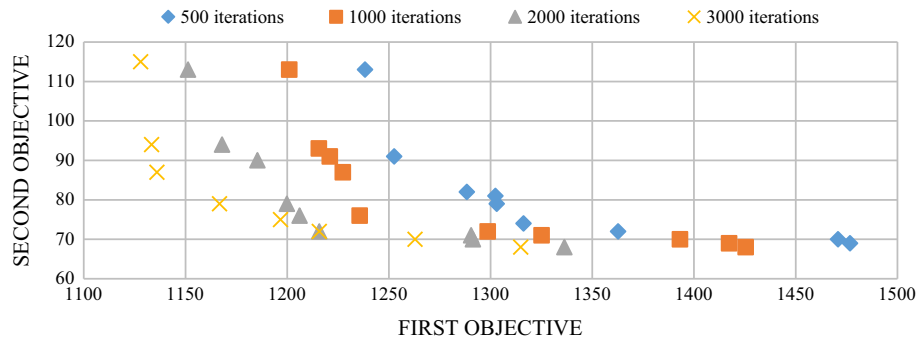 500 iterations 1000 iterations 2000 iterations 3000 iterations
120
110
100
90
80
70
60
SECOND OBJECTIVE
1100 1150 1200 1250 1300 1350 1400 1450 1500
FIRST OBJECTIVE